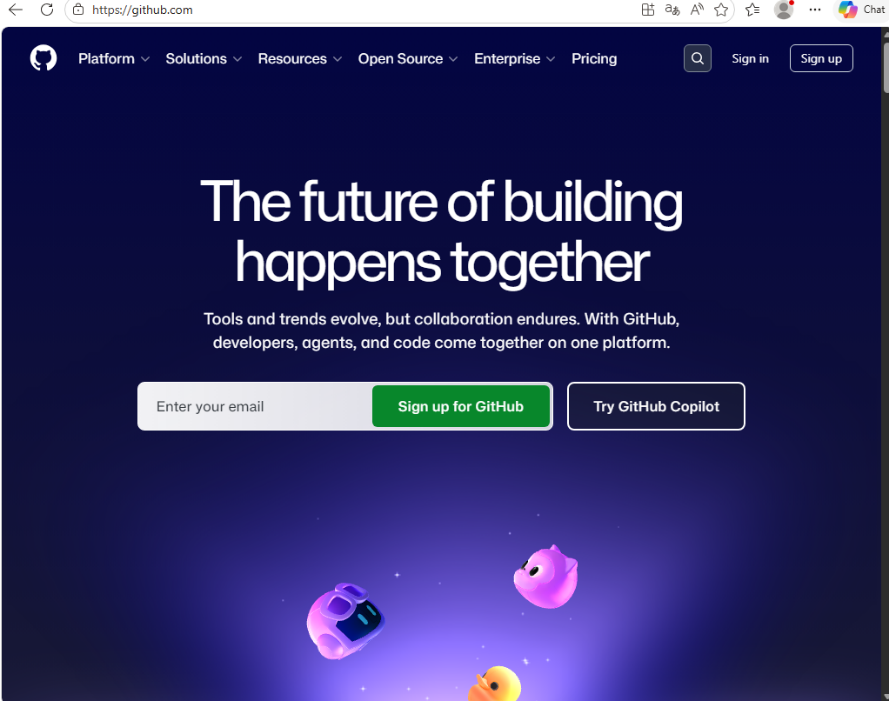 https://github.com
Chat
Platform
Solutions
Resources
Open Source
Enterprise
Pricing
Sign in
Sign up
The future of building
happens together
Tools and trends evolve, but collaboration endures. With GitHub,
developers, agents, and code come together on one platform.
Enter your email
Sign up for GitHub
Try GitHub Copilot